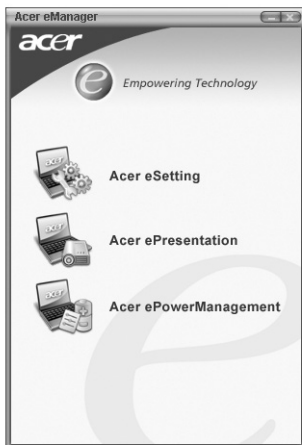 Acer eManager
acer
e Empowering Technology
Acer eSetting
Acer ePresentation
Acer ePowerManagement